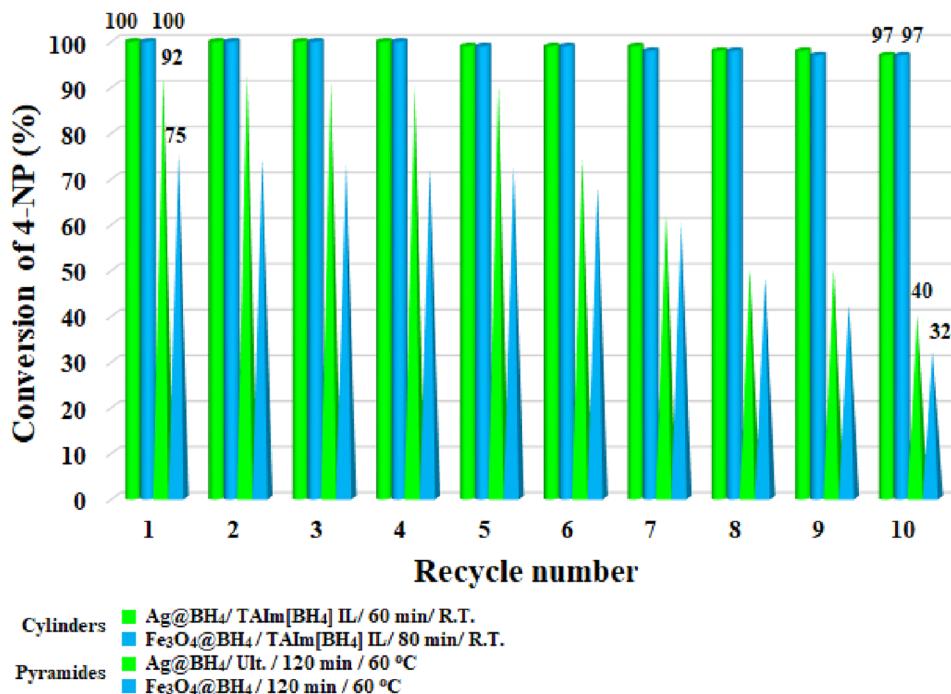 100 100
92
75
97 97
40
32
100
90
80
70
60
50
40
30
20
10
0
Conversion of 4-NP (%)
1 2 3 4 5 6 7 8 9 10
Recycle number
Cylinders
Ag@BH₄/ TAIm[BH₄] IL/ 60 min/ R.T.
Fe₃O₄@BH₄ / TAIm[BH₄] IL/ 80 min/ R.T.
Pyramides
Ag@BH₄/ Ult. / 120 min / 60 ºC
Fe₃O₄@BH₄ / 120 min / 60 ºC